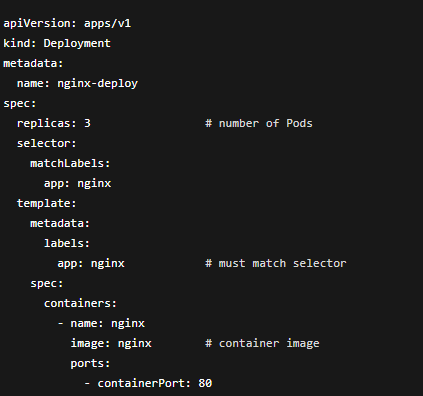 apiVersion: apps/v1
kind: Deployment
metadata:
  name: nginx-deploy
spec:
  replicas: 3                 # number of Pods
  selector:
    matchLabels:
      app: nginx
  template:
    metadata:
      labels:
        app: nginx            # must match selector
    spec:
      containers:
        - name: nginx
          image: nginx        # container image
          ports:
            - containerPort: 80